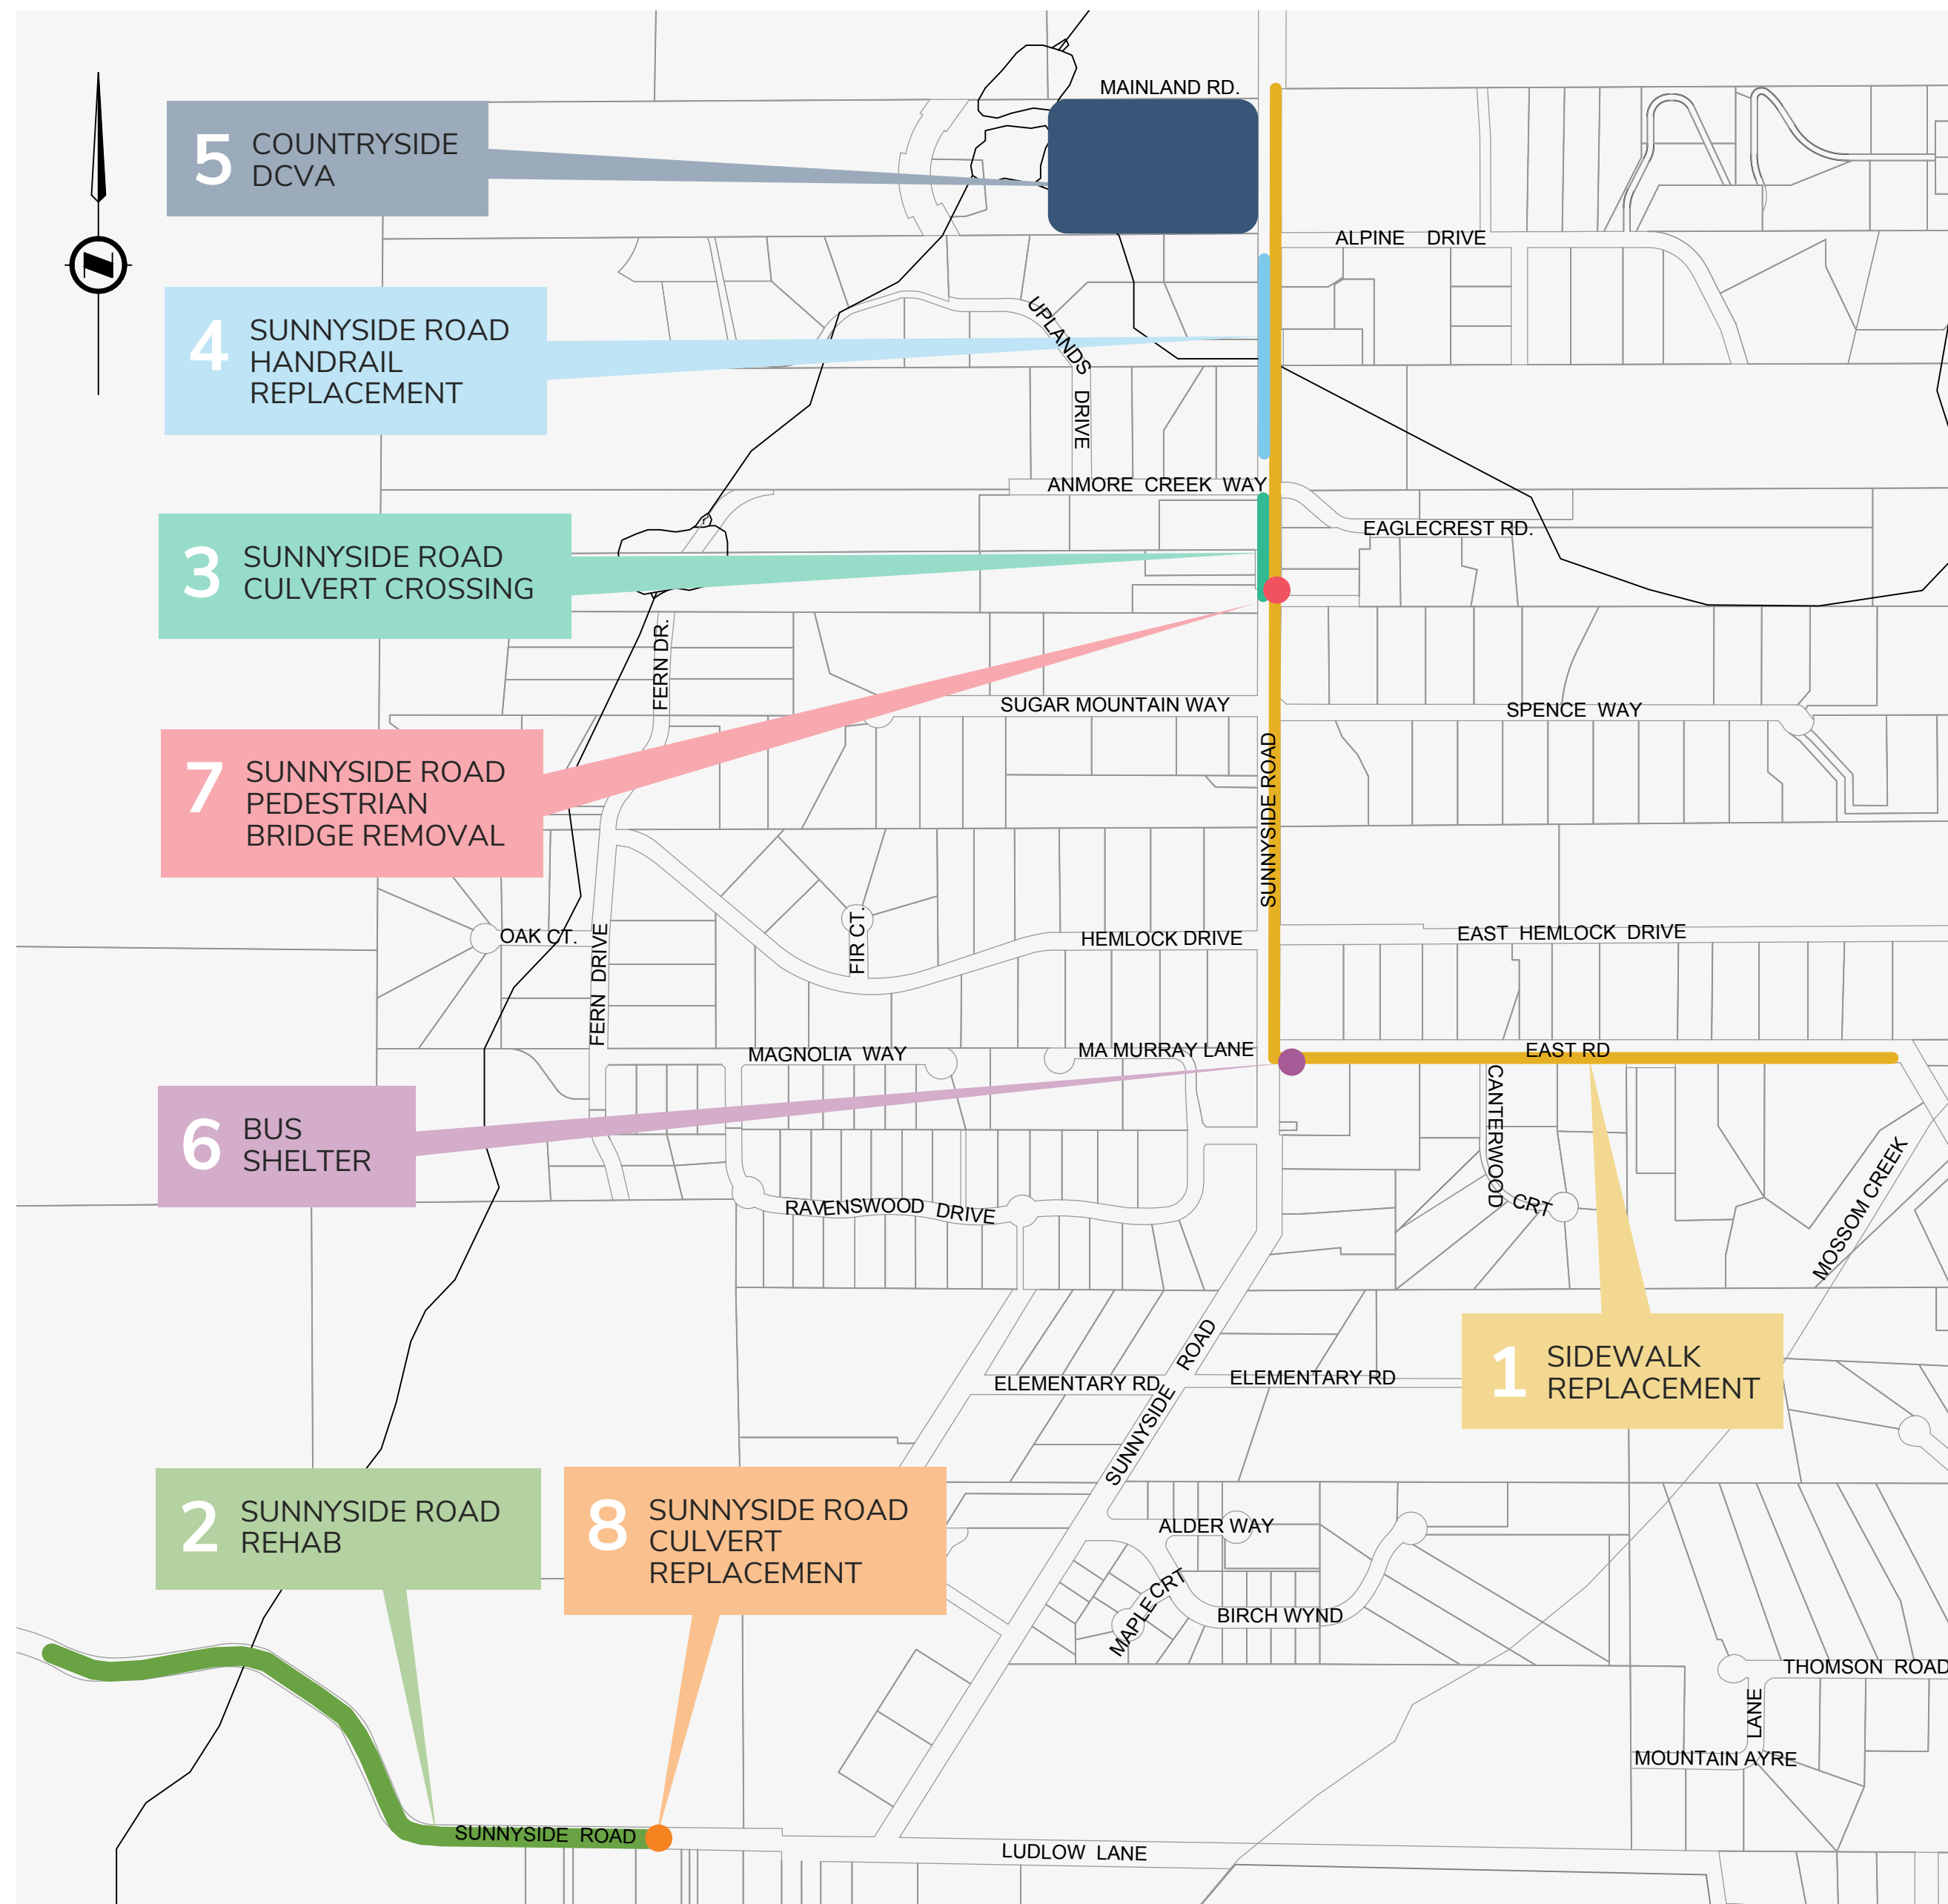 MAINLAND RD.
5 COUNTRYSIDE
DCVA
ALPINE DRIVE
4 SUNNYSIDE ROAD
HANDRAIL
REPLACEMENT
UPLANDS DRIVE
ANMORE CREEK WAY
EAGLECREST RD.
3 SUNNYSIDE ROAD
CULVERT CROSSING
FERN DR.
SUGAR MOUNTAIN WAY
SPENCE WAY
7 SUNNYSIDE ROAD
PEDESTRIAN
BRIDGE REMOVAL
SUNNYSIDE ROAD
OAK CT.
FERN DRIVE
FIR CT.
HEMLOCK DRIVE
EAST HEMLOCK DRIVE
MAGNOLIA WAY
MA MURRAY LANE
EAST RD
6 BUS
SHELTER
CANTERWOOD CRT
MOSSOM CREEK
RAVENSWOOD DRIVE
1 SIDEWALK
REPLACEMENT
ELEMENTARY RD
SUNNYSIDE ROAD
ELEMENTARY RD
2 SUNNYSIDE ROAD
REHAB
8 SUNNYSIDE ROAD
CULVERT
REPLACEMENT
ALDER WAY
MAPLE CRT
BIRCH WYND
THOMSON ROAD
LANE
MOUNTAIN AYRE
SUNNYSIDE ROAD
LUDLOW LANE